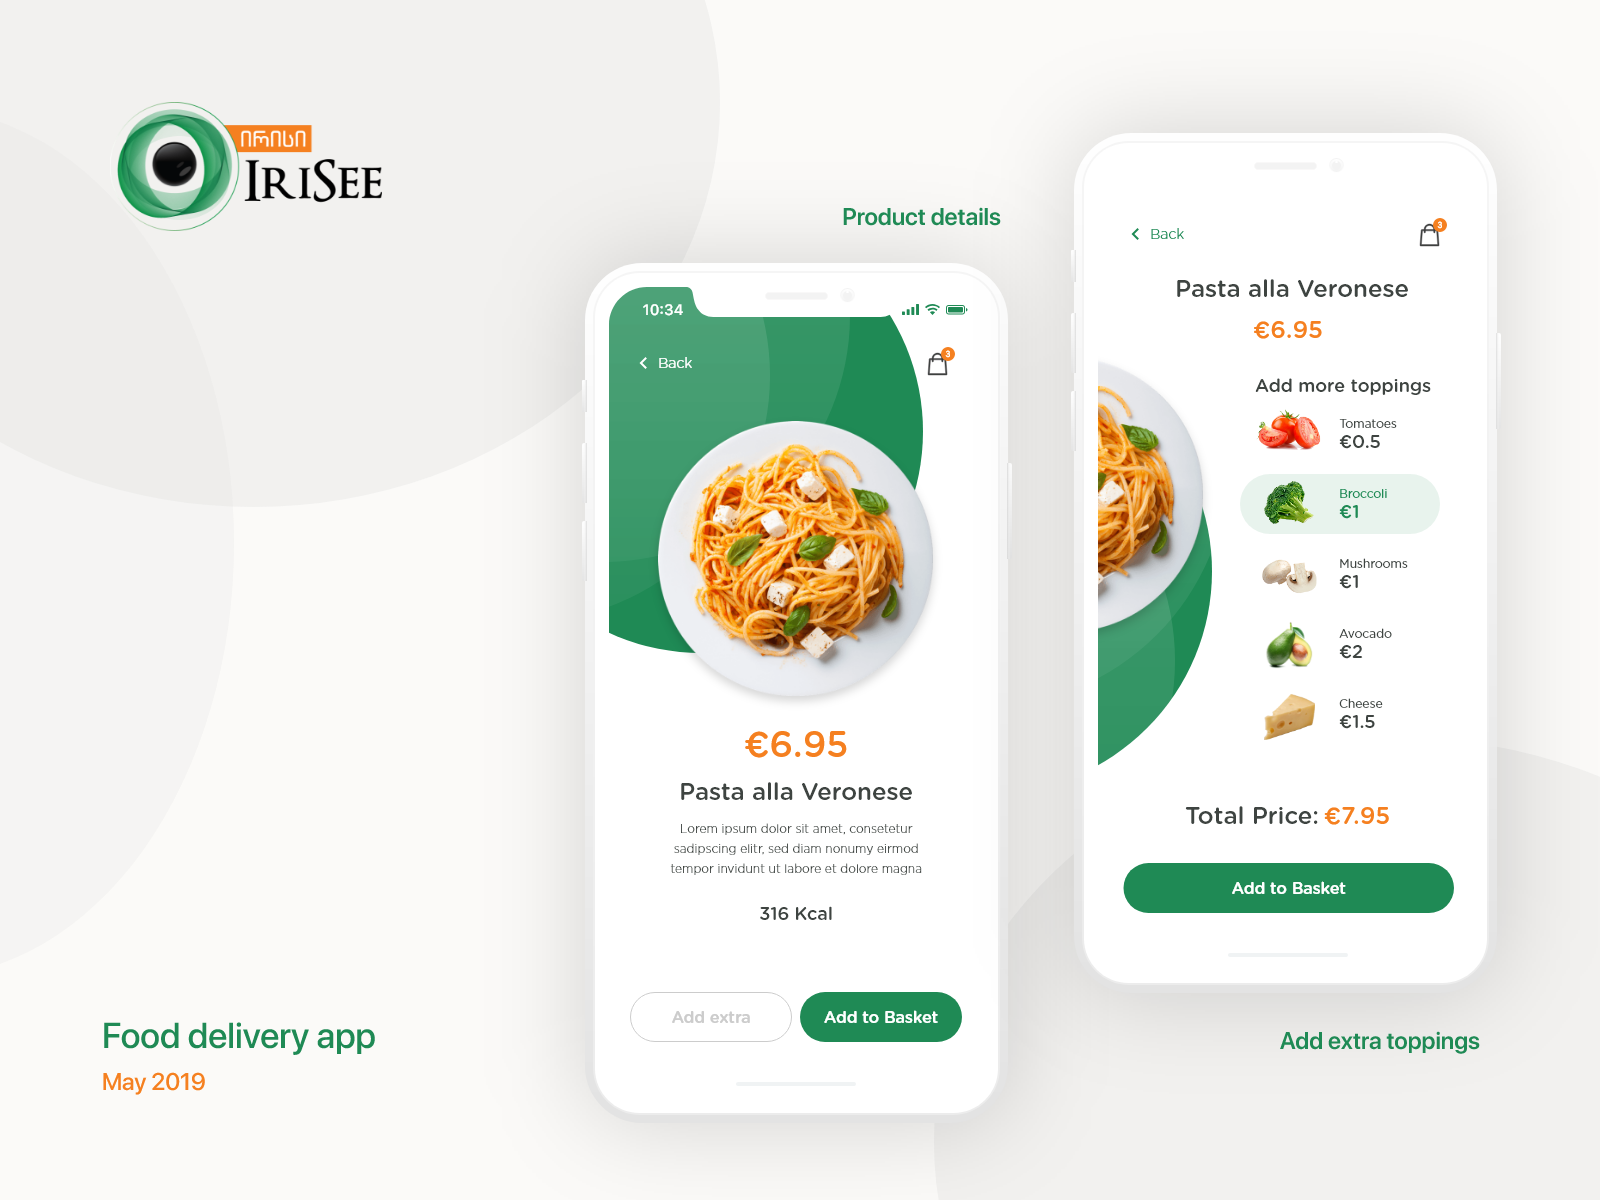 ირისი
IRISEE
Product details
10:34
Back
3
€6.95
Pasta alla Veronese
Lorem ipsum dolor sit amet, consetetur
sadipscing elitr, sed diam nonumy eirmod
tempor invidunt ut labore et dolore magna
316 Kcal
Add extra
Add to Basket
Back
3
Pasta alla Veronese
€6.95
Add more toppings
Tomatoes
€0.5
Broccoli
€1
Mushrooms
€1
Avocado
€2
Cheese
€1.5
Total Price: €7.95
Add to Basket
Add extra toppings
Food delivery app
May 2019